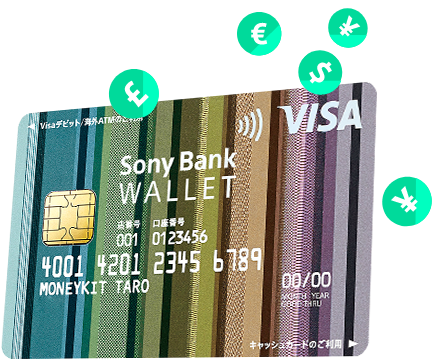 €
¥
$
£
◀ Visaデビット/海外ATMのご利用
VISA
Sony Bank
WALLET
¥
店番号 口座番号
001 0123456
4001 4201 2345 6789
MONEYKIT TARO
00/00
MONTH YEAR
GOOD THRU
キャッシュカードのご利用 ▶